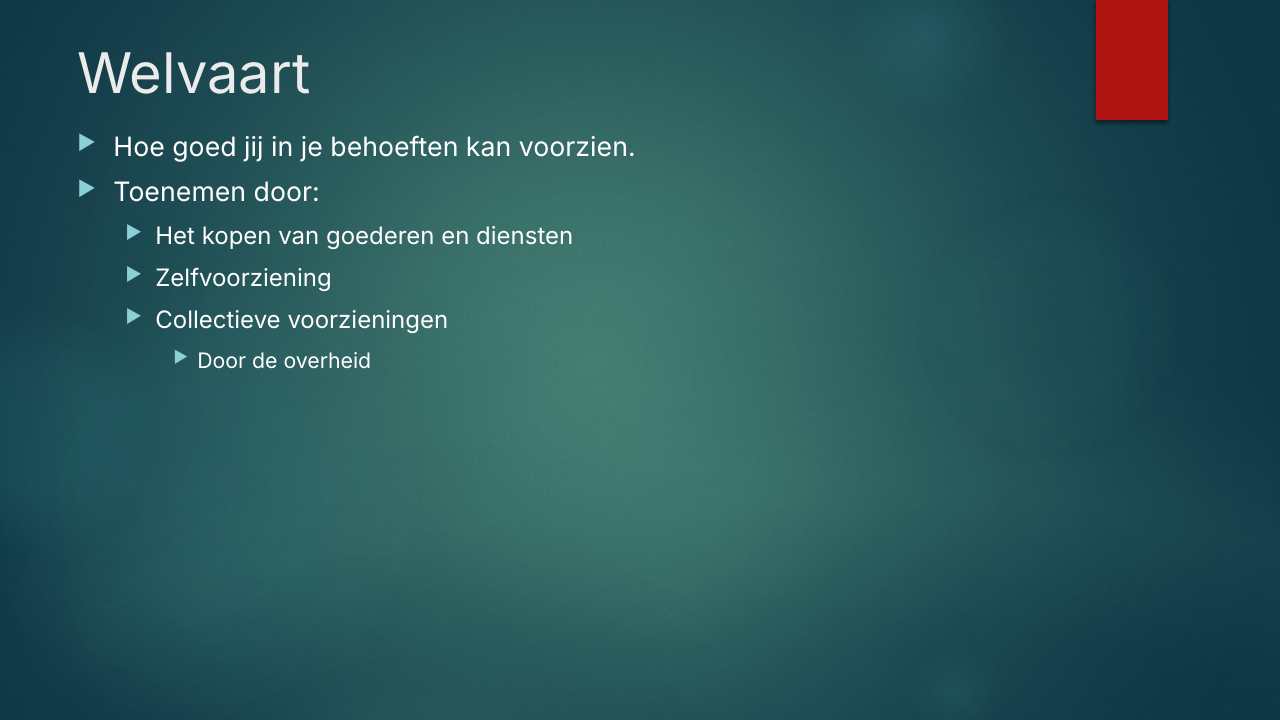 Welvaart
Hoe goed jij in je behoeften kan voorzien.
Toenemen door:
Het kopen van goederen en diensten
Zelfvoorziening
Collectieve voorzieningen
Door de overheid